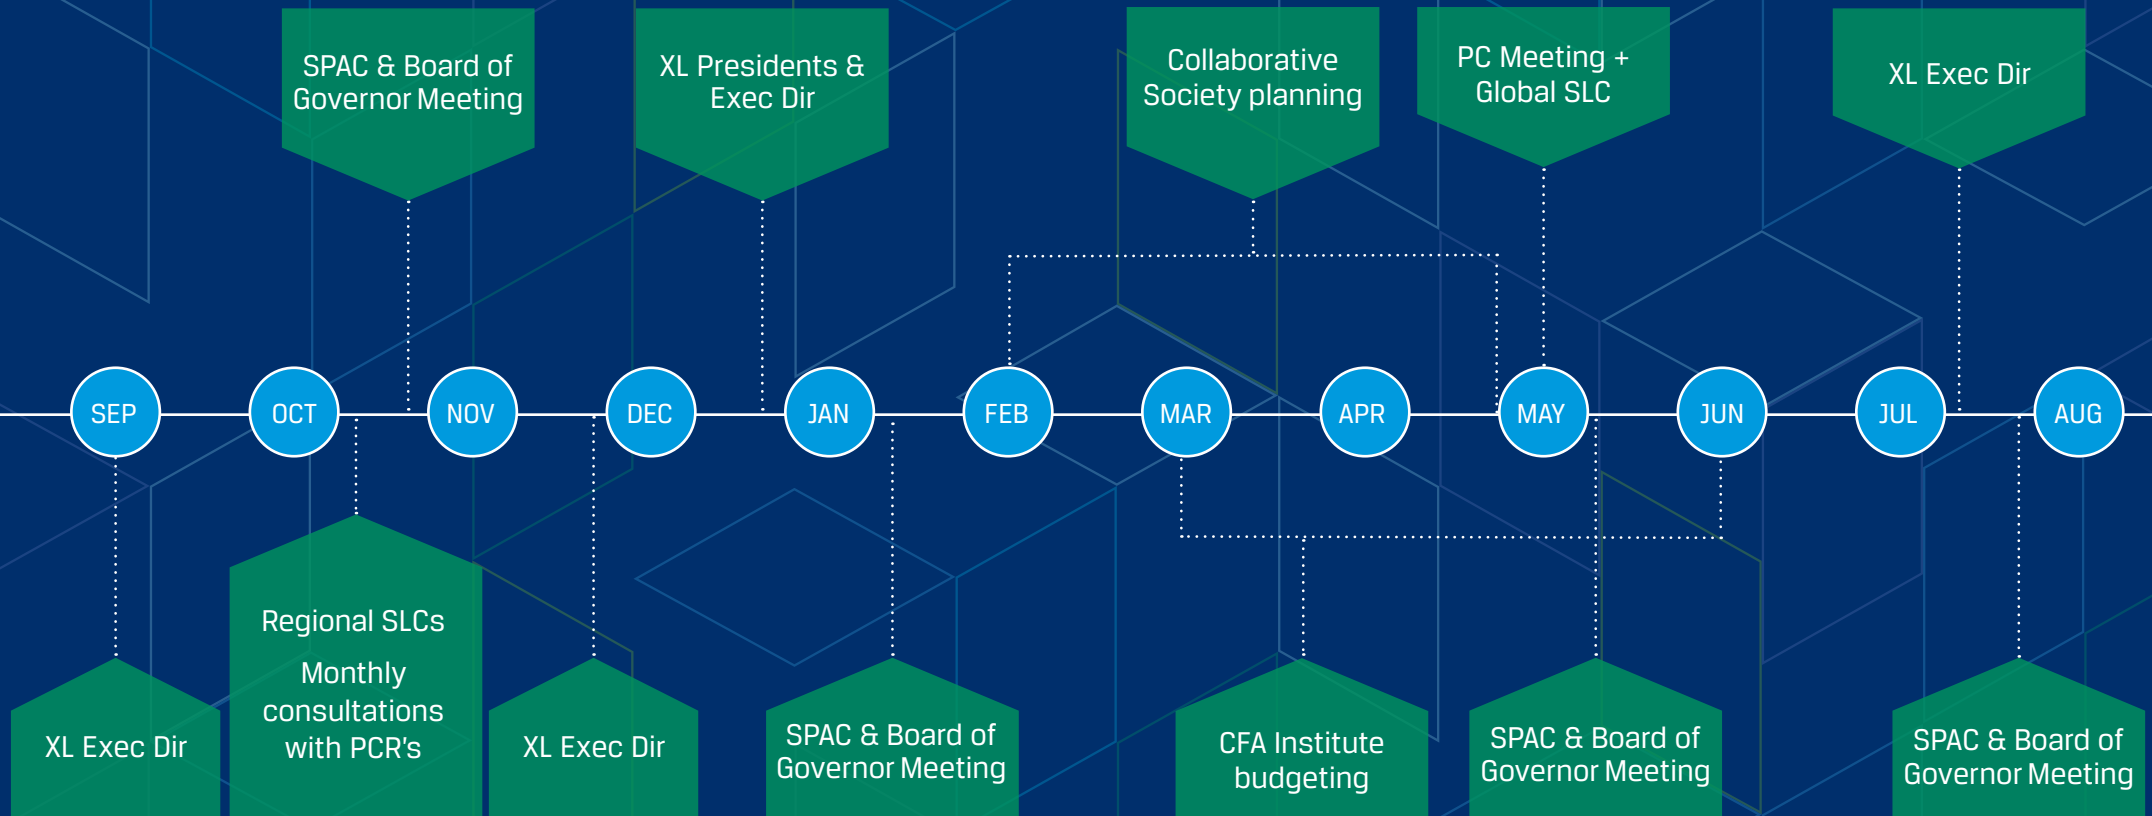 SPAC & Board of
Governor Meeting
XL Presidents &
Exec Dir
Collaborative
Society planning
PC Meeting +
Global SLC
XL Exec Dir
SEP
OCT
NOV
DEC
JAN
FEB
MAR
APR
MAY
JUN
JUL
AUG
XL Exec Dir
Regional SLCs
Monthly
consultations
with PCR's
XL Exec Dir
SPAC & Board of
Governor Meeting
CFA Institute
budgeting
SPAC & Board of
Governor Meeting
SPAC & Board of
Governor Meeting